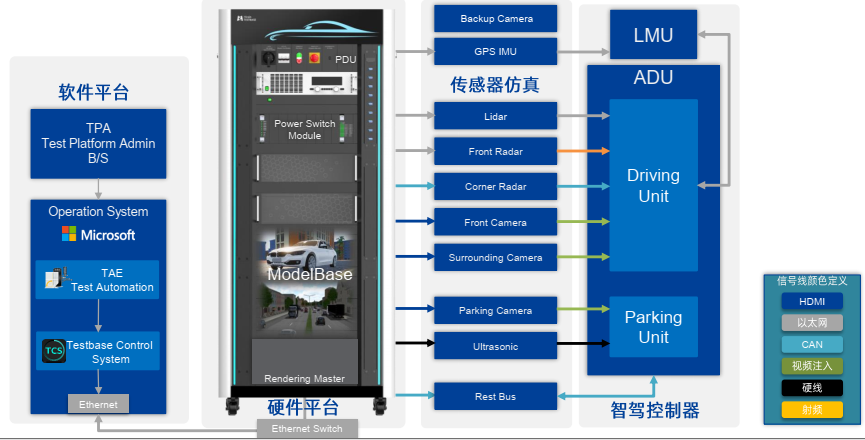 软件平台
TPA
Test Platform Admin
B/S
Operation System
Microsoft
TAE
Test Automation
TCS
Testbase Control
System
Ethernet
PDU
Power Switch
Module
ModelBase
Rendering Master
硬件平台
Ethernet Switch
Backup Camera
GPS IMU
传感器仿真
Lidar
Front Radar
Corner Radar
Front Camera
Surrounding Camera
Parking Camera
Ultrasonic
Rest Bus
LMU
ADU
Driving
Unit
Parking
Unit
智驾控制器
信号线颜色定义
HDMI
以太网
CAN
视频注入
硬线
射频